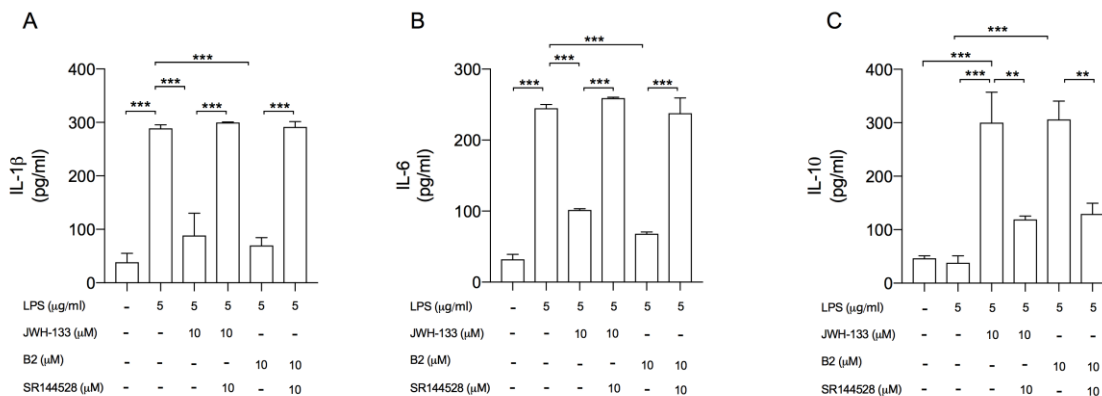 A
IL-1β
(pg/ml)
400
300
200
100
0
***
***
***
***
***
LPS (μg/ml) - 5 5 5 5 5
JWH-133 (μM) - - 10 10 - -
B2 (μM) - - - - 10 10
SR144528 (μM) - - - 10 - 10
B
IL-6
(pg/ml)
300
200
100
0
***
***
***
***
***
LPS (μg/ml) - 5 5 5 5 5
JWH-133 (μM) - - 10 10 - -
B2 (μM) - - - - 10 10
SR144528 (μM) - - - 10 - 10
C
IL-10
(pg/ml)
400
300
200
100
0
***
***
*** **
**
LPS (μg/ml) - 5 5 5 5 5
JWH-133 (μM) - - 10 10 - -
B2 (μM) - - - - 10 10
SR144528 (μM) - - - 10 - 10